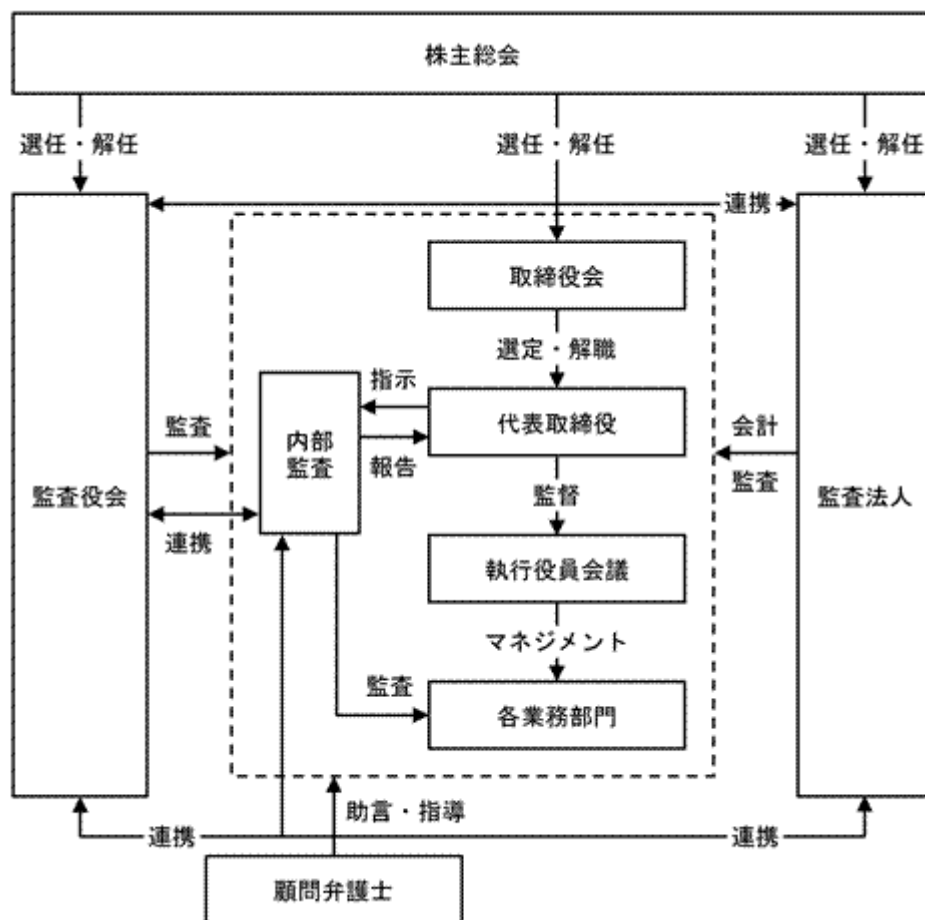 株主総会
選任・解任
選任・解任
選任・解任
連携
取締役会
選定・解職
指示
代表取締役
監査
内部
監査
報告
会計
監査
監査役会
監督
監査法人
連携
執行役員会議
マネジメント
監査
各業務部門
助言・指導
連携
連携
顧問弁護士